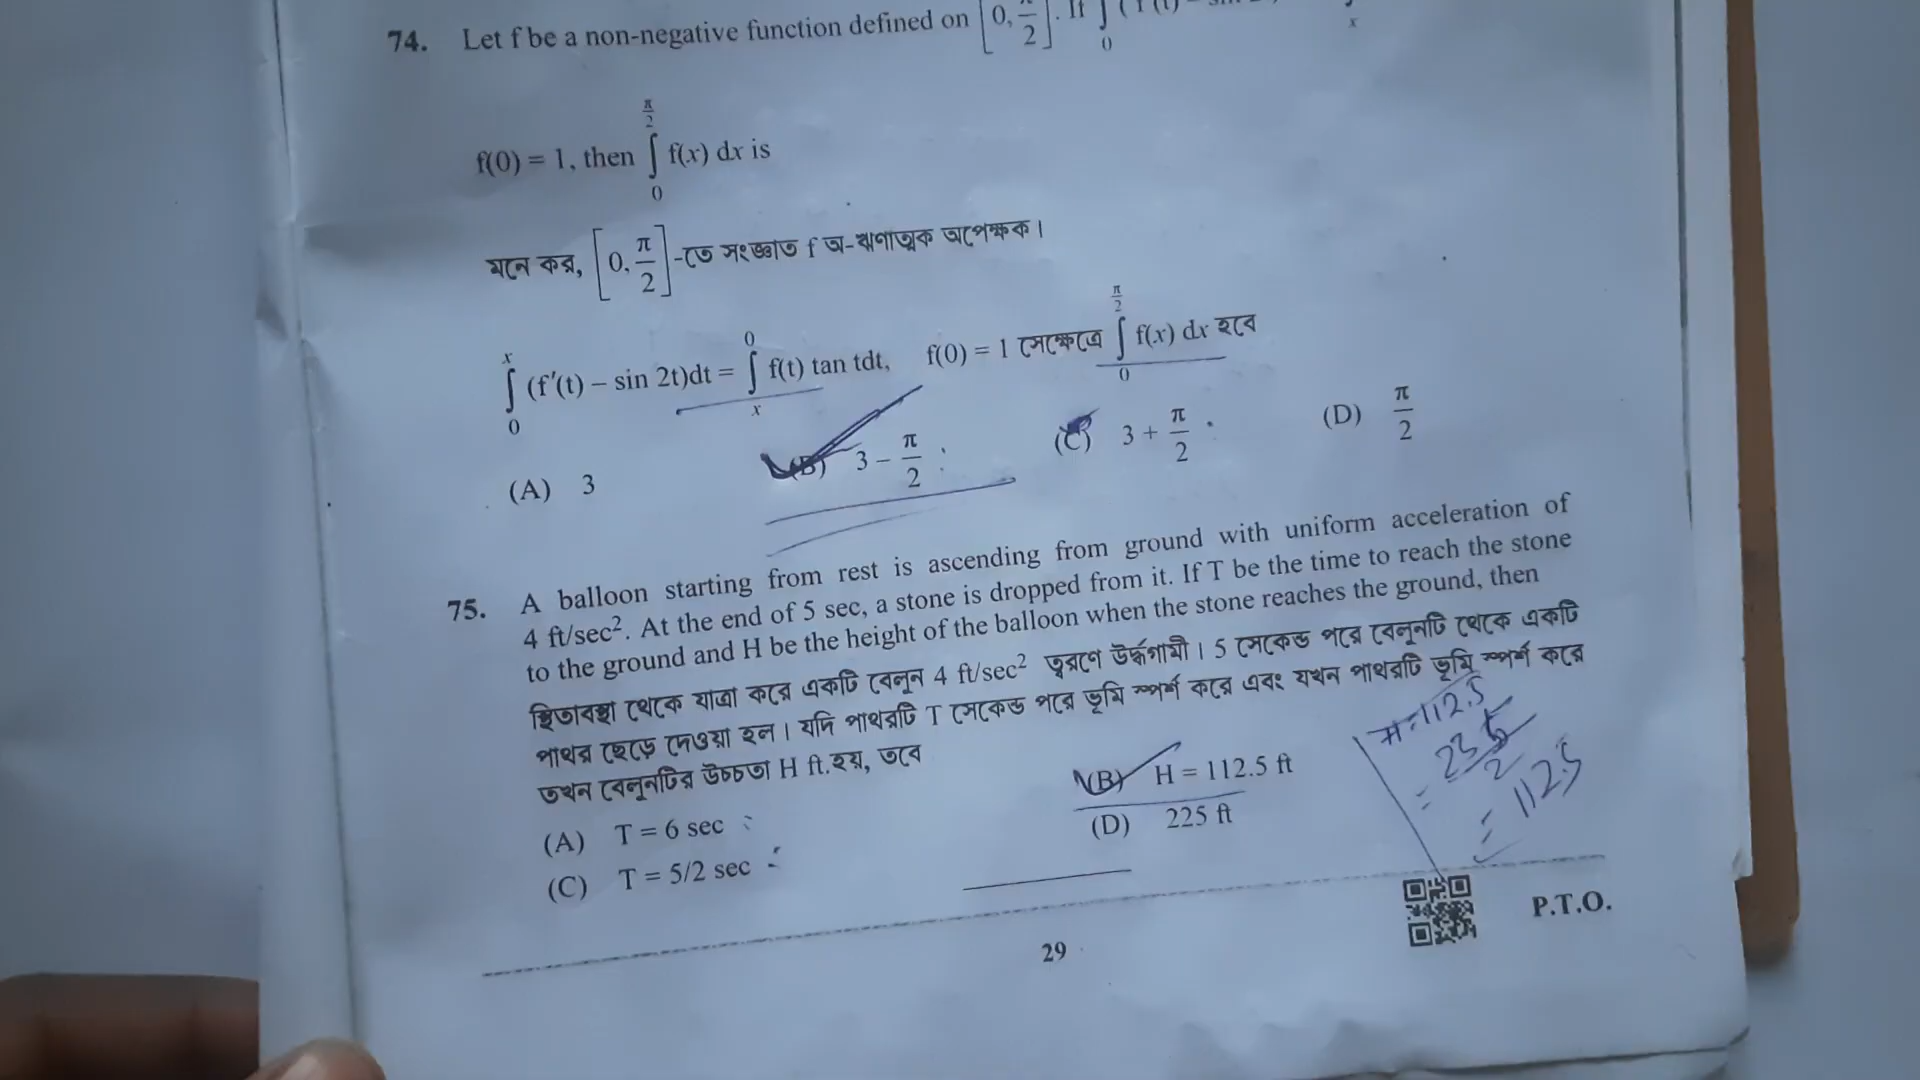 74. Let f be a non-negative function defined on [0, π/2]. If ∫₀
f(0) = 1, then ∫₀^{π/2} f(x) dx is
মনে কর, [0, π/2]-তে সংজ্ঞাত f অ-ঋণাত্মক অপেক্ষক।
∫₀ˣ (f′(t) – sin 2t)dt = ∫ₓ⁰ f(t) tan tdt, f(0) = 1 সেক্ষেত্রে ∫₀^{π/2} f(x) dx হবে
(A) 3 (B) 3 – π/2 (C) 3 + π/2 (D) π/2
75. A balloon starting from rest is ascending from ground with uniform acceleration of
4 ft/sec². At the end of 5 sec, a stone is dropped from it. If T be the time to reach the stone
to the ground and H be the height of the balloon when the stone reaches the ground, then
স্থিতাবস্থা থেকে যাত্রা করে একটি বেলুন 4 ft/sec² ত্বরণে উর্দ্ধগামী। 5 সেকেন্ড পরে বেলুনটি থেকে একটি
পাথর ছেড়ে দেওয়া হল। যদি পাথরটি T সেকেন্ড পরে ভূমি স্পর্শ করে এবং যখন পাথরটি ভূমি স্পর্শ করে
তখন বেলুনটির উচ্চতা H ft.হয়, তবে
(A) T = 6 sec (B) H = 112.5 ft
(C) T = 5/2 sec (D) 225 ft
H = 112.5
= 112.5
29
P.T.O.